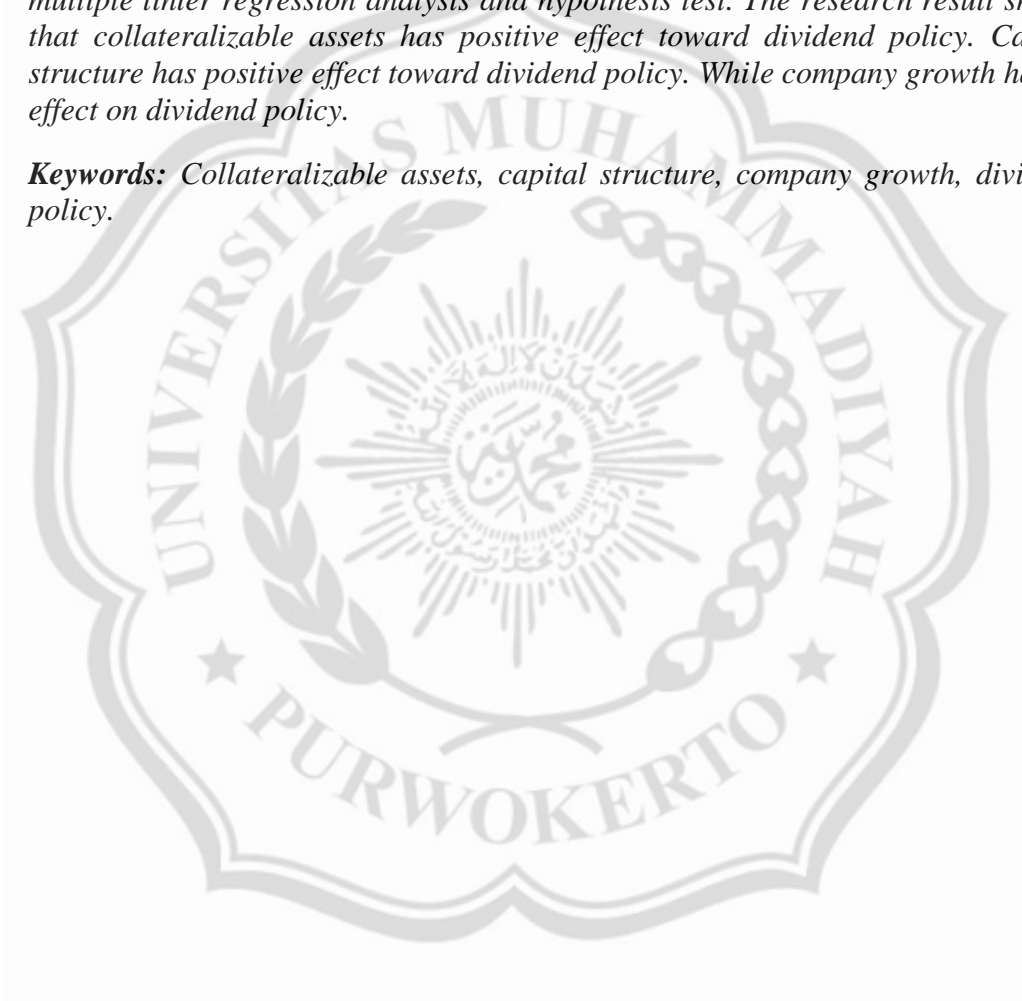 multiple linier regression analysis and hypothesis test. The research result
that collateralizable assets has positive effect toward dividend policy.
structure has positive effect toward dividend policy. While company growth
effect on dividend policy.
Keywords: Collateralizable assets, capital structure, company growth,
policy.
UNIVERSITAS MUHAMMADIYAH
PURWOKERTO